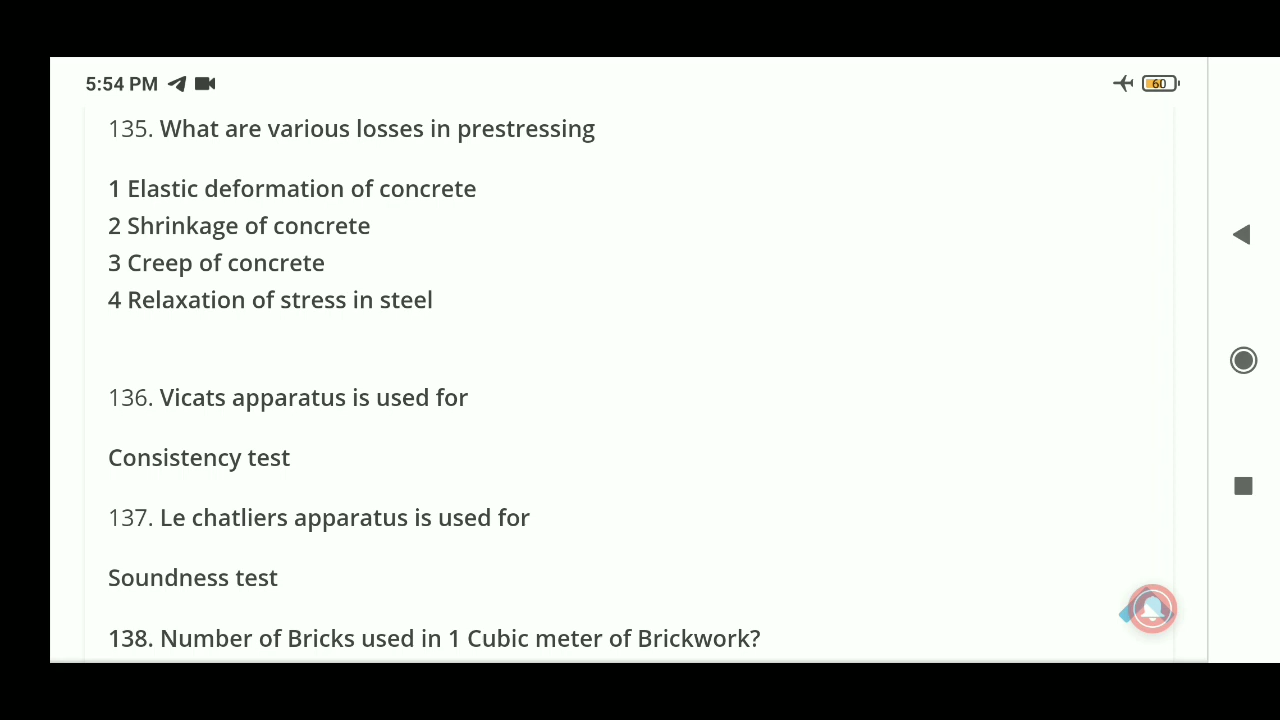 5:54 PM
60
135. What are various losses in prestressing
1 Elastic deformation of concrete
2 Shrinkage of concrete
3 Creep of concrete
4 Relaxation of stress in steel
136. Vicats apparatus is used for
Consistency test
137. Le chatliers apparatus is used for
Soundness test
138. Number of Bricks used in 1 Cubic meter of Brickwork?